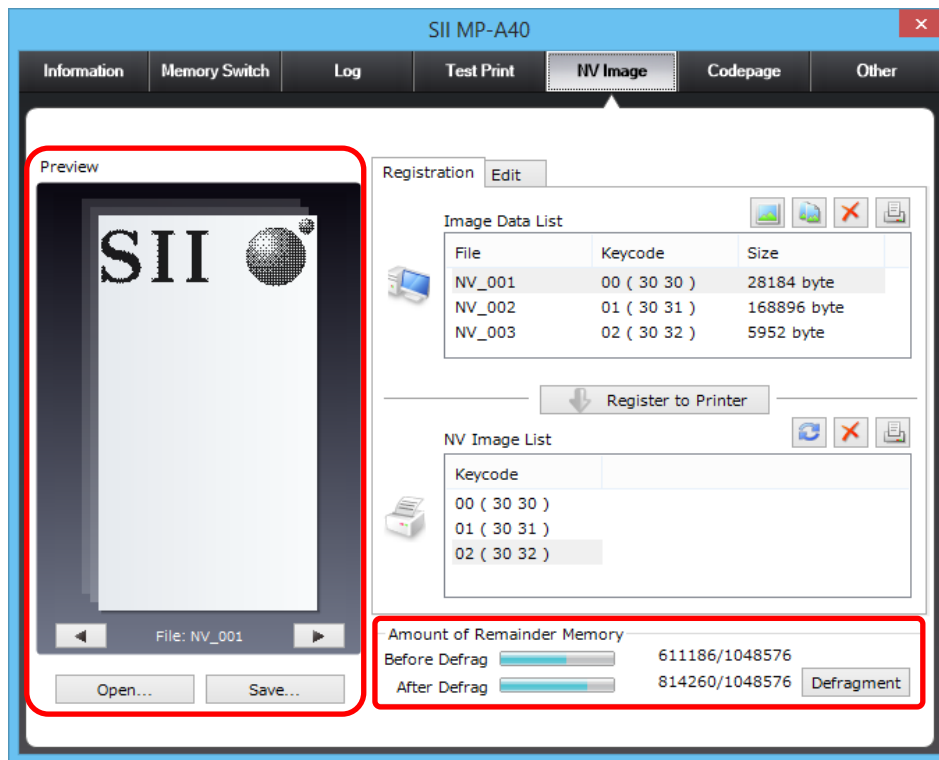 SII MP-A40
Information Memory Switch Log Test Print NV Image Codepage Other
Preview
SII
File: NV_001
Open... Save...
Registration Edit
Image Data List
File Keycode Size
NV_001 00 ( 30 30 ) 28184 byte
NV_002 01 ( 30 31 ) 168896 byte
NV_003 02 ( 30 32 ) 5952 byte
Register to Printer
NV Image List
Keycode
00 ( 30 30 )
01 ( 30 31 )
02 ( 30 32 )
Amount of Remainder Memory
Before Defrag 611186/1048576
After Defrag 814260/1048576 Defragment